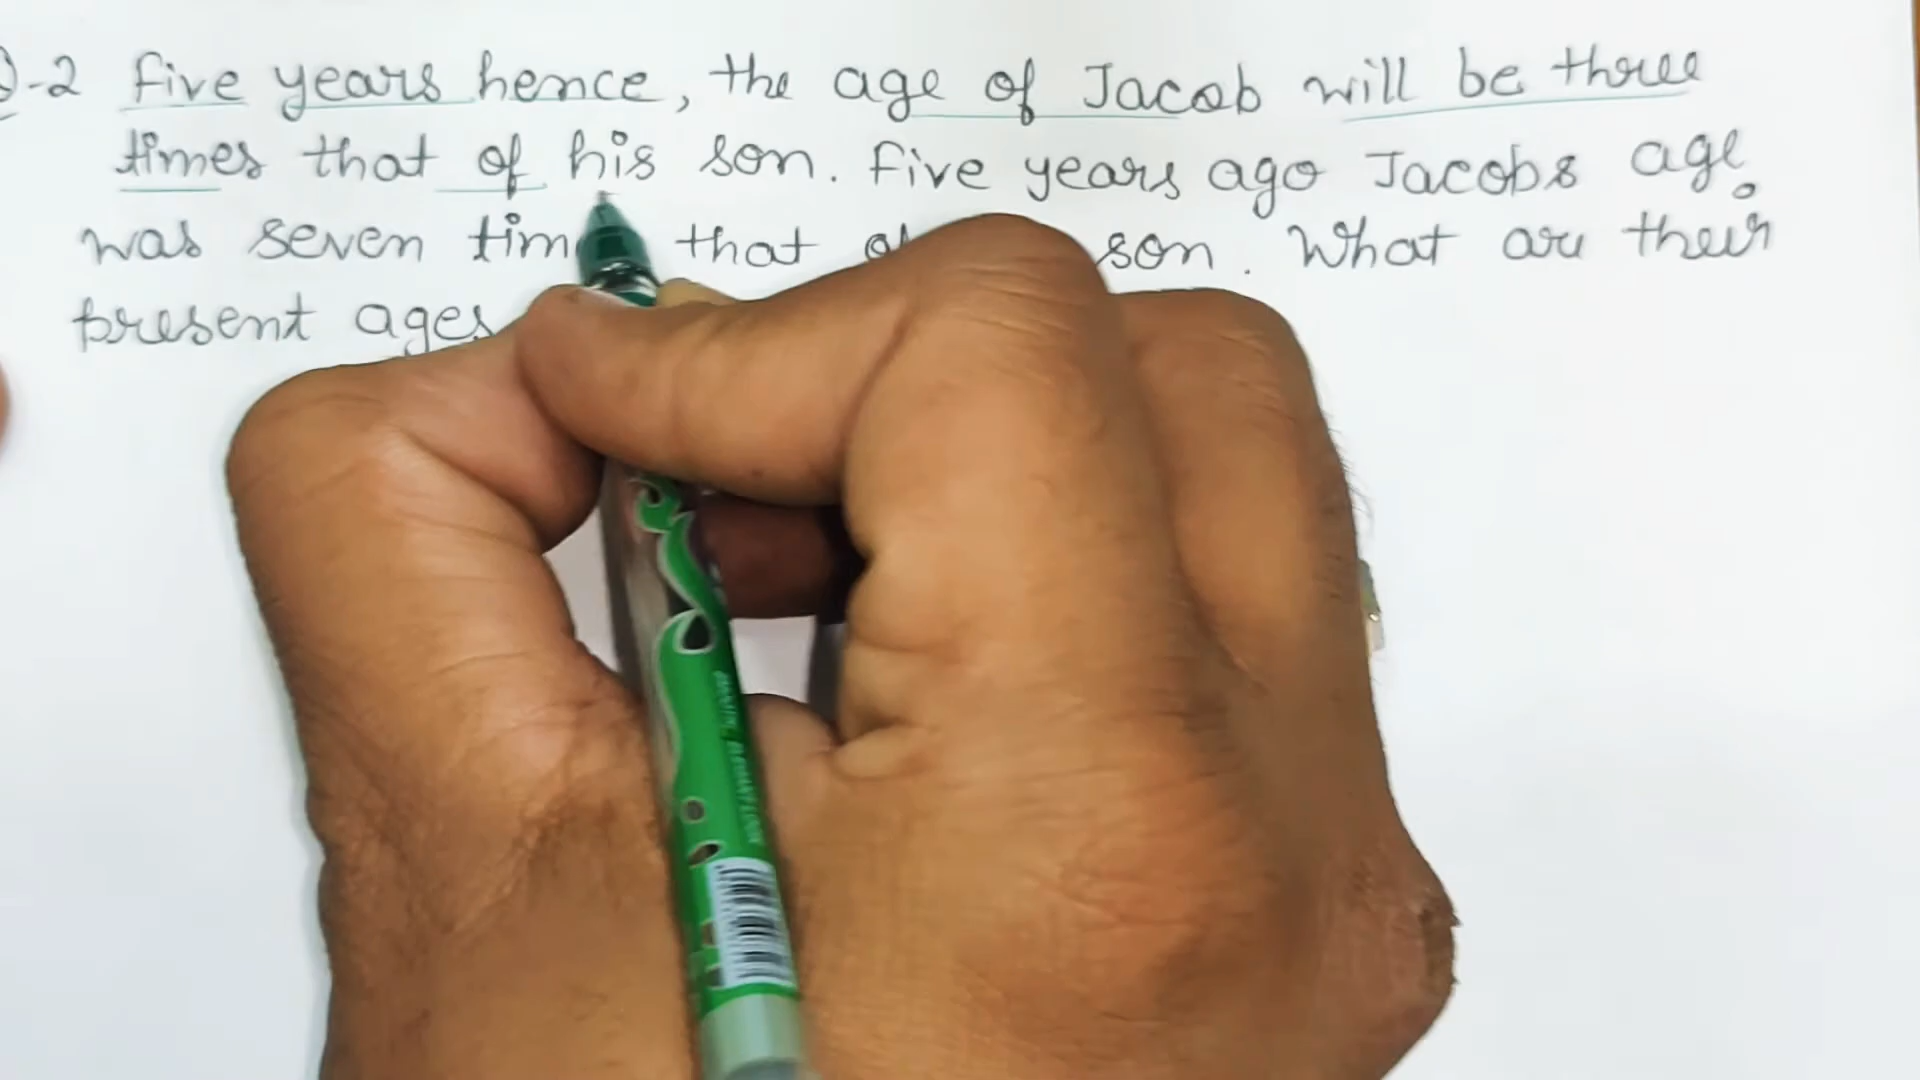 -2 Five years hence, the age of Jacob will be three
times that of his son. Five years ago Jacobs age
was seven that son. What are their
present ages